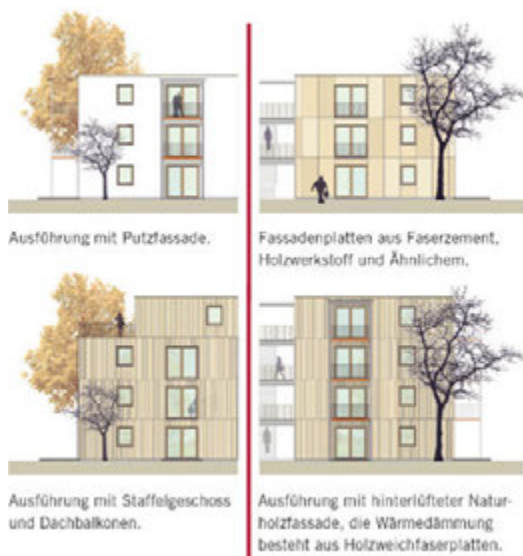 Ausführung mit Putzfassade.
Fassadenplatten aus Faserzement,
Holzwerkstoff und Ähnlichem.
Ausführung mit Staffelgeschoss
und Dachbalkonen.
Ausführung mit hinterlüfteter Natur-
holzfassade, die Wärmedämmung
besteht aus Holzweichfaserplatten.